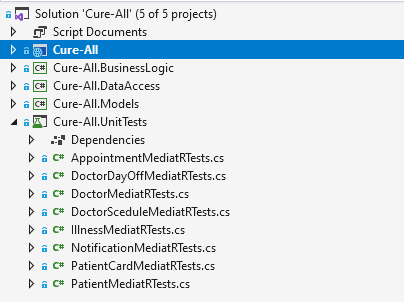 Solution 'Cure-All' (5 of 5 projects)
Script Documents
Cure-All
C# Cure-All.BusinessLogic
C# Cure-All.DataAccess
C# Cure-All.Models
Cure-All.UnitTests
Dependencies
C# AppointmentMediatRTests.cs
C# DoctorDayOffMediatRTests.cs
C# DoctorMediatRTests.cs
C# DoctorSceduleMediatRTests.cs
C# IllnessMediatRTests.cs
C# NotificationMediatRTests.cs
C# PatientCardMediatRTests.cs
C# PatientMediatRTests.cs